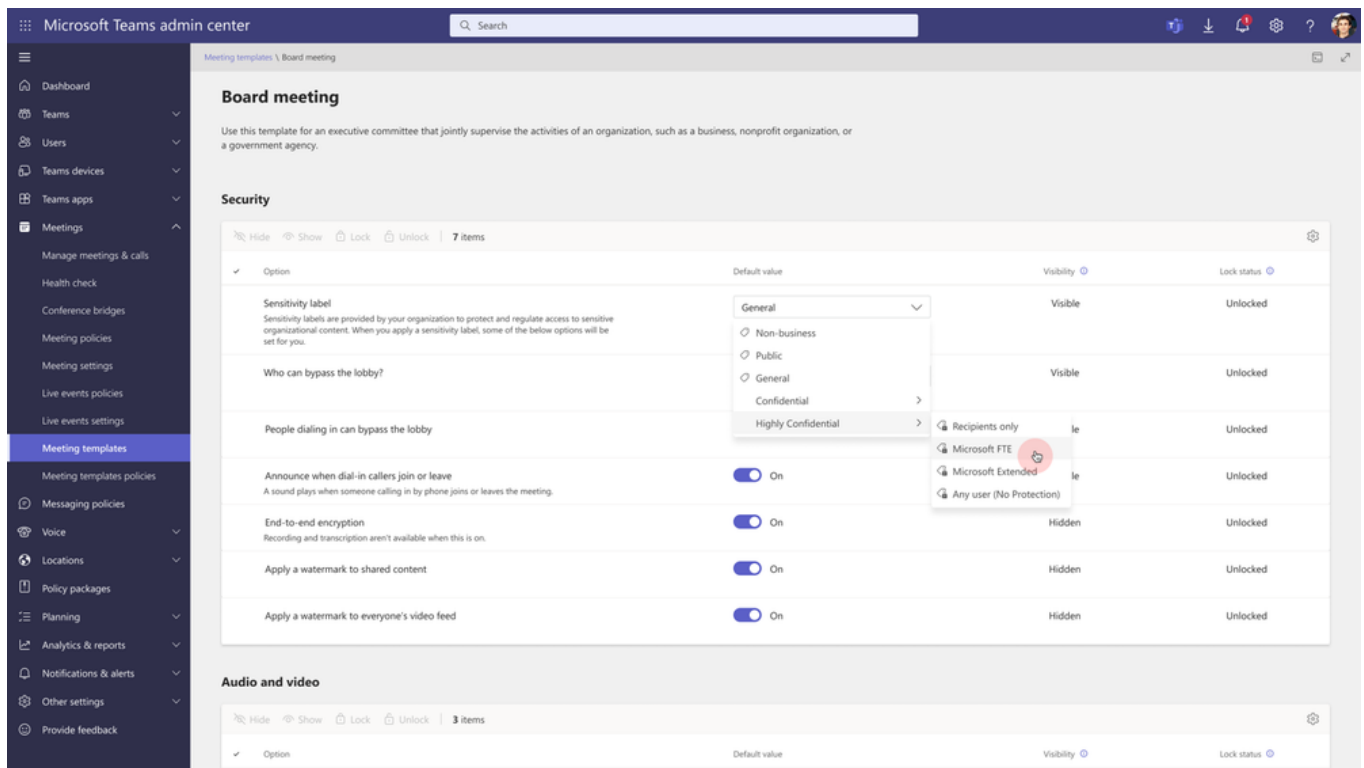 Microsoft Teams admin center
Search
1
Meeting templates \ Board meeting
Dashboard
Teams
Users
Teams devices
Teams apps
Meetings
Manage meetings & calls
Health check
Conference bridges
Meeting policies
Meeting settings
Live events policies
Live events settings
Meeting templates
Meeting templates policies
Messaging policies
Voice
Locations
Policy packages
Planning
Analytics & reports
Notifications & alerts
Other settings
Provide feedback
Board meeting
Use this template for an executive committee that jointly supervise the activities of an organization, such as a business, nonprofit organization, or
a government agency.
Security
Hide Show Lock Unlock 7 items
Option Default value Visibility Lock status
Sensitivity label General Visible Unlocked
Sensitivity labels are provided by your organization to protect and regulate access to sensitive
organizational content. When you apply a sensitivity label, some of the below options will be
set for you.
Non-business
Public
General
Confidential
Highly Confidential
Recipients only
Microsoft FTE
Microsoft Extended
Any user (No Protection)
Who can bypass the lobby? Visible Unlocked
People dialing in can bypass the lobby le Unlocked
Announce when dial-in callers join or leave On le Unlocked
A sound plays when someone calling in by phone joins or leaves the meeting.
End-to-end encryption On Hidden Unlocked
Recording and transcription aren't available when this is on.
Apply a watermark to shared content On Hidden Unlocked
Apply a watermark to everyone's video feed On Hidden Unlocked
Audio and video
Hide Show Lock Unlock 3 items
Option Default value Visibility Lock status